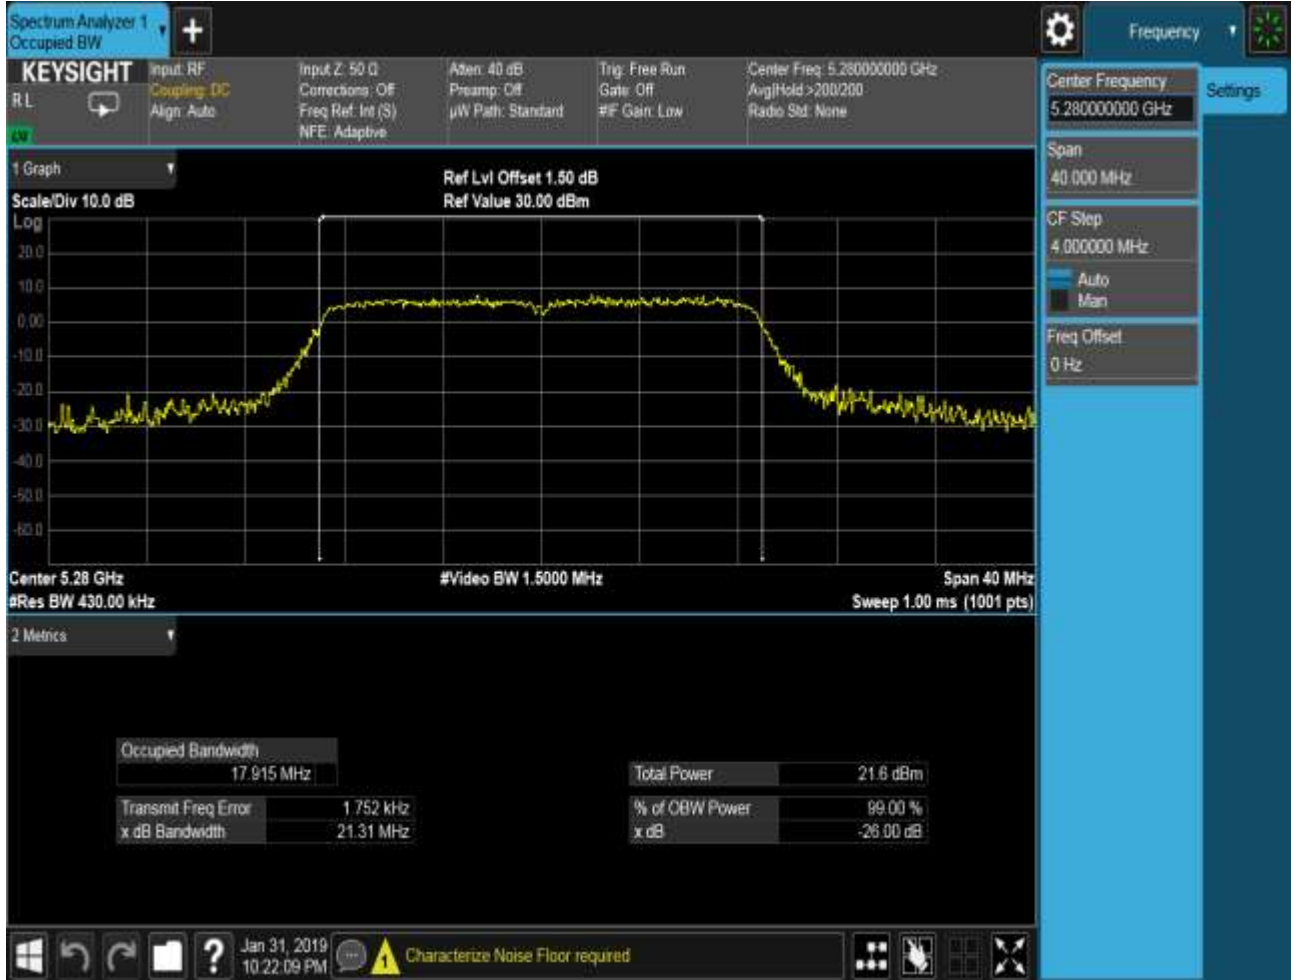 Spectrum Analyzer 1
Occupied BW
Frequency
KEYSIGHT
R L
LXI
Input: RF
Coupling: DC
Align: Auto
Input Z: 50 Ω
Corrections: Off
Freq Ref: Int (S)
NFE: Adaptive
Atten: 40 dB
Preamp: Off
µW Path: Standard
Trig: Free Run
Gate: Off
#IF Gain: Low
Center Freq: 5.280000000 GHz
Avg|Hold:>200/200
Radio Std: None
Center Frequency
5.280000000 GHz
Settings
Span
40.000 MHz
CF Step
4.000000 MHz
Auto
Man
Freq Offset
0 Hz
1 Graph
Scale/Div 10.0 dB
Ref Lvl Offset 1.50 dB
Ref Value 30.00 dBm
Log
20.0
10.0
0.00
-10.0
-20.0
-30.0
-40.0
-50.0
-60.0
Center 5.28 GHz
#Res BW 430.00 kHz
#Video BW 1.5000 MHz
Span 40 MHz
Sweep 1.00 ms (1001 pts)
2 Metrics
Occupied Bandwidth
17.915 MHz
Total Power 21.6 dBm
Transmit Freq Error 1.752 kHz
% of OBW Power 99.00 %
x dB Bandwidth 21.31 MHz
x dB -26.00 dB
?
Jan 31, 2019
10:22:09 PM
1
Characterize Noise Floor required